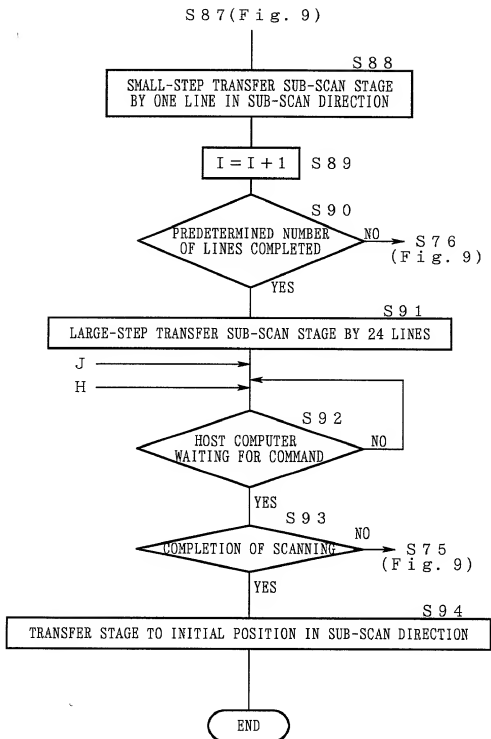 S87(Fig. 9)
S88
SMALL-STEP TRANSFER SUB-SCAN STAGE
BY ONE LINE IN SUB-SCAN DIRECTION
I=I+1 S89
S90
PREDETERMINED NUMBER
OF LINES COMPLETED
NO
S76
(Fig. 9)
YES
S91
LARGE-STEP TRANSFER SUB-SCAN STAGE BY 24 LINES
J
H
S92
HOST COMPUTER
WAITING FOR COMMAND
NO
YES
S93
COMPLETION OF SCANNING
NO
S75
(Fig. 9)
YES
S94
TRANSFER STAGE TO INITIAL POSITION IN SUB-SCAN DIRECTION
END